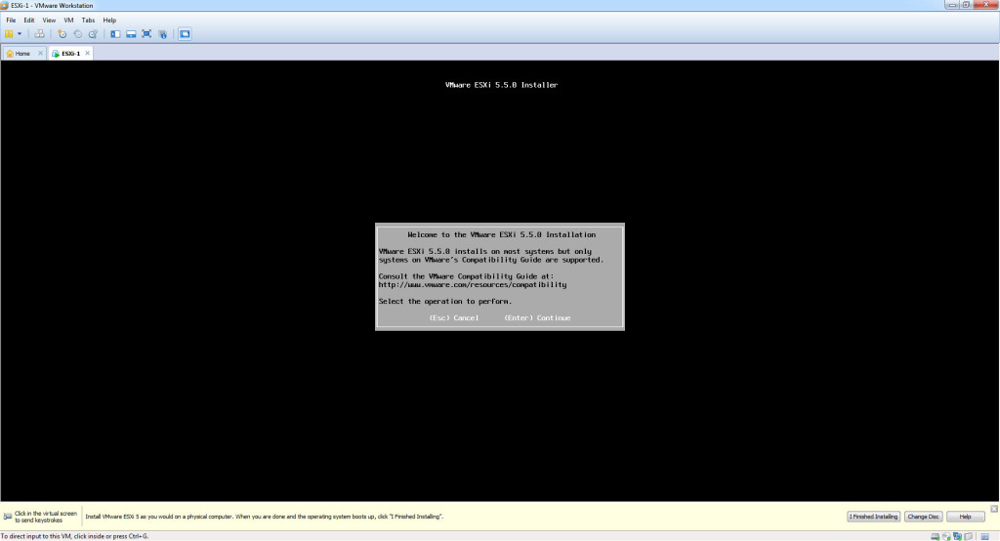 ESXi-1 - VMware Workstation
File Edit View VM Tabs Help
Home ESXi-1
VMware ESXi 5.5.0 Installer
Welcome to the VMware ESXi 5.5.0 Installation
VMware ESXi 5.5.0 installs on most systems but only
systems on VMware's Compatibility Guide are supported.
Consult the VMware Compatibility Guide at:
http://www.vmware.com/resources/compatibility
Select the operation to perform.
(Esc) Cancel (Enter) Continue
Click in the virtual screen
to send keystrokes
Install VMware ESXi 5 as you would on a physical computer. When you are done and the operating system boots up, click "I Finished Installing".
I Finished Installing Change Disc Help
To direct input to this VM, click inside or press Ctrl+G.